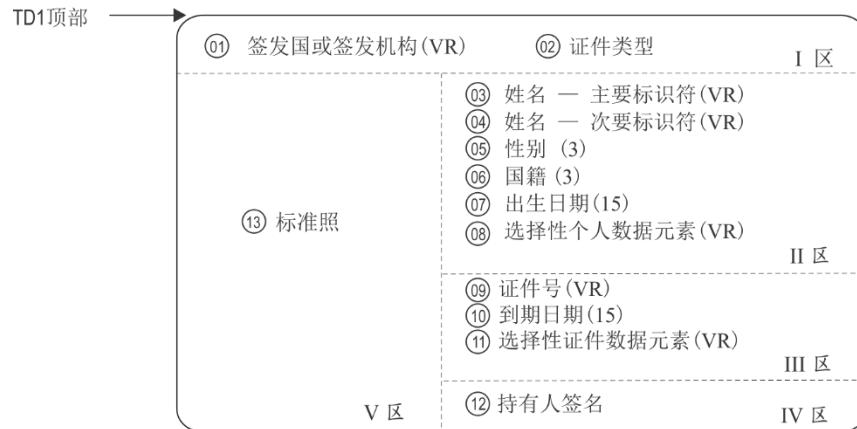 TD1顶部
01 签发国或签发机构(VR) 02 证件类型
I 区
03 姓名 — 主要标识符(VR)
04 姓名 — 次要标识符(VR)
05 性别 (3)
06 国籍 (3)
07 出生日期(15)
08 选择性个人数据元素(VR)
II 区
13 标准照
V 区
09 证件号(VR)
10 到期日期(15)
11 选择性证件数据元素(VR)
III 区
12 持有人签名
IV 区